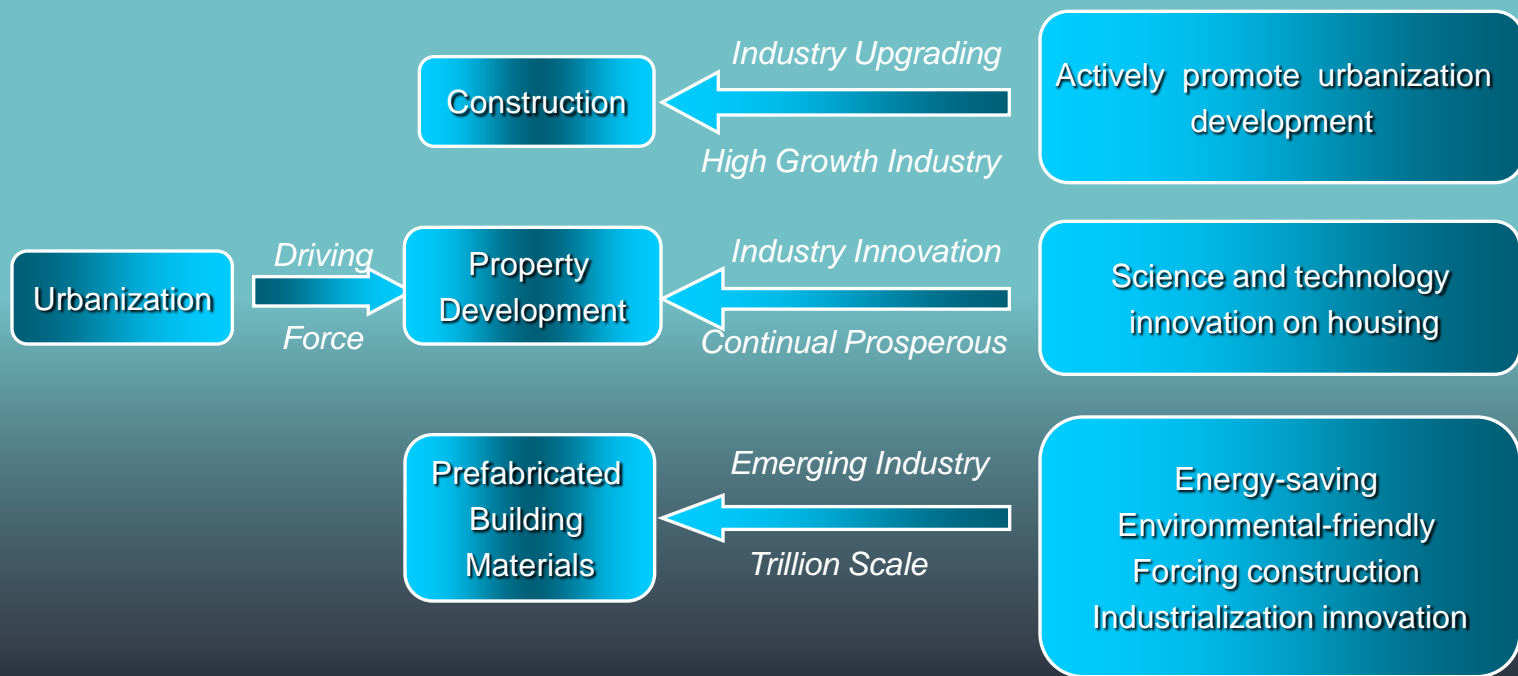 Industry Upgrading
Construction
High Growth Industry
Actively promote urbanization
development
Urbanization
Driving
Force
Property
Development
Industry Innovation
Continual Prosperous
Science and technology
innovation on housing
Prefabricated
Building
Materials
Emerging Industry
Trillion Scale
Energy-saving
Environmental-friendly
Forcing construction
Industrialization innovation